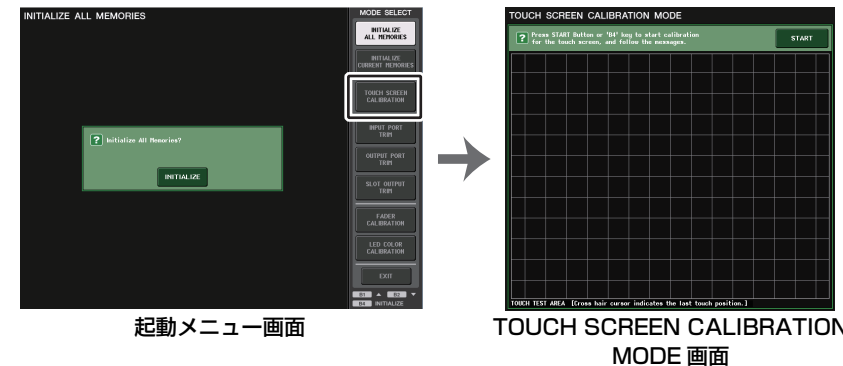 INITIALIZE ALL MEMORIES
MODE SELECT
INITIALIZE
ALL MEMORIES
INITIALIZE
CURRENT MEMORIES
TOUCH SCREEN
CALIBRATION
INPUT PORT
TRIM
OUTPUT PORT
TRIM
SLOT OUTPUT
TRIM
FADER
CALIBRATION
LED COLOR
CALIBRATION
EXIT
B1 ▲ B2 ▼
B4 INITIALIZE
? Initialize All Memories?
INITIALIZE
起動メニュー画面
TOUCH SCREEN CALIBRATION MODE
? Press START Button or 'B4' key to start calibration
for the touch screen, and follow the messages.
START
TOUCH TEST AREA [Cross hair cursor indicates the last touch position.]
TOUCH SCREEN CALIBRATION
MODE 画面